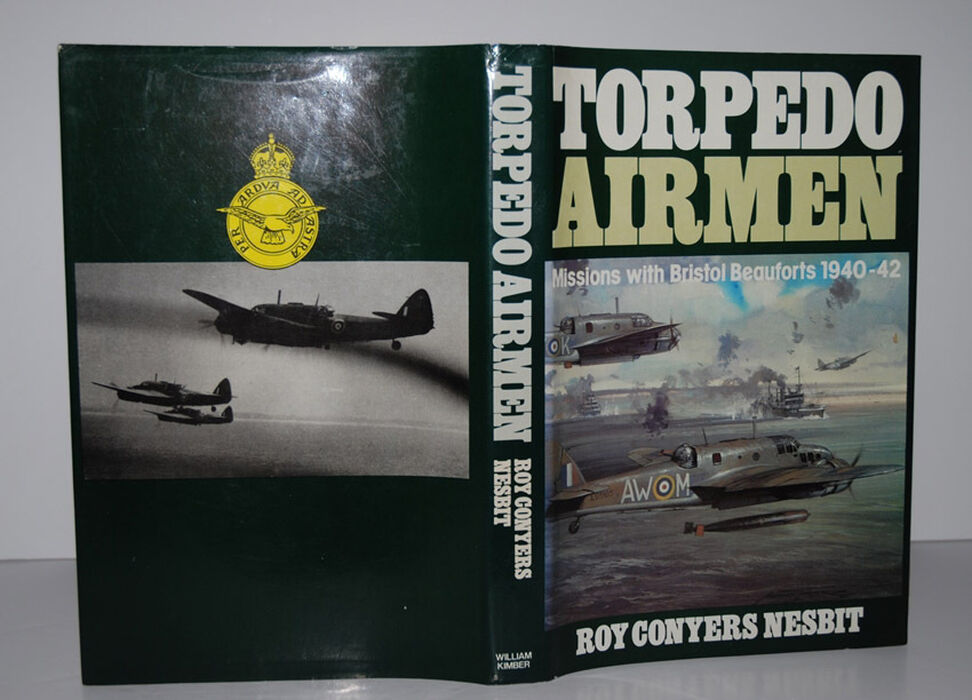 PER ARDVA AD ASTRA
TORPEDO AIRMEN
ROY CONYERS
NESBIT
WILLIAM
KIMBER
TORPEDO
AIRMEN
Missions with Bristol Beauforts 1940-42
K
AW M
ROY CONYERS NESBIT